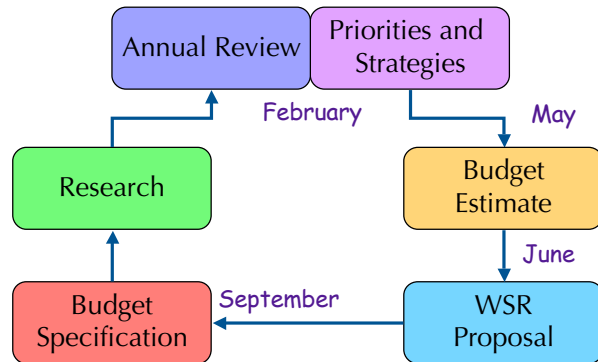 Annual Review
Priorities and
Strategies
February
May
Research
Budget
Estimate
June
Budget
Specification
September
WSR
Proposal